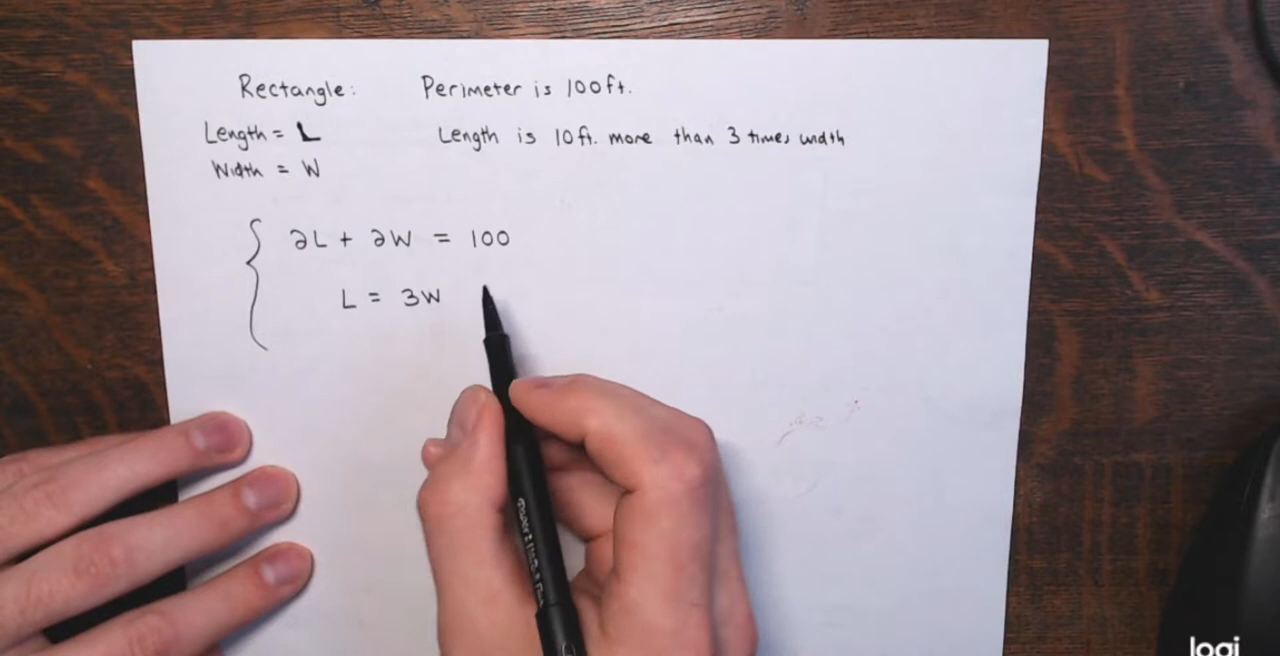 Rectangle: Perimeter is 100ft.
Length = L Length is 10ft. more than 3 times width
Width = W
2L + 2W = 100
L = 3W
logi